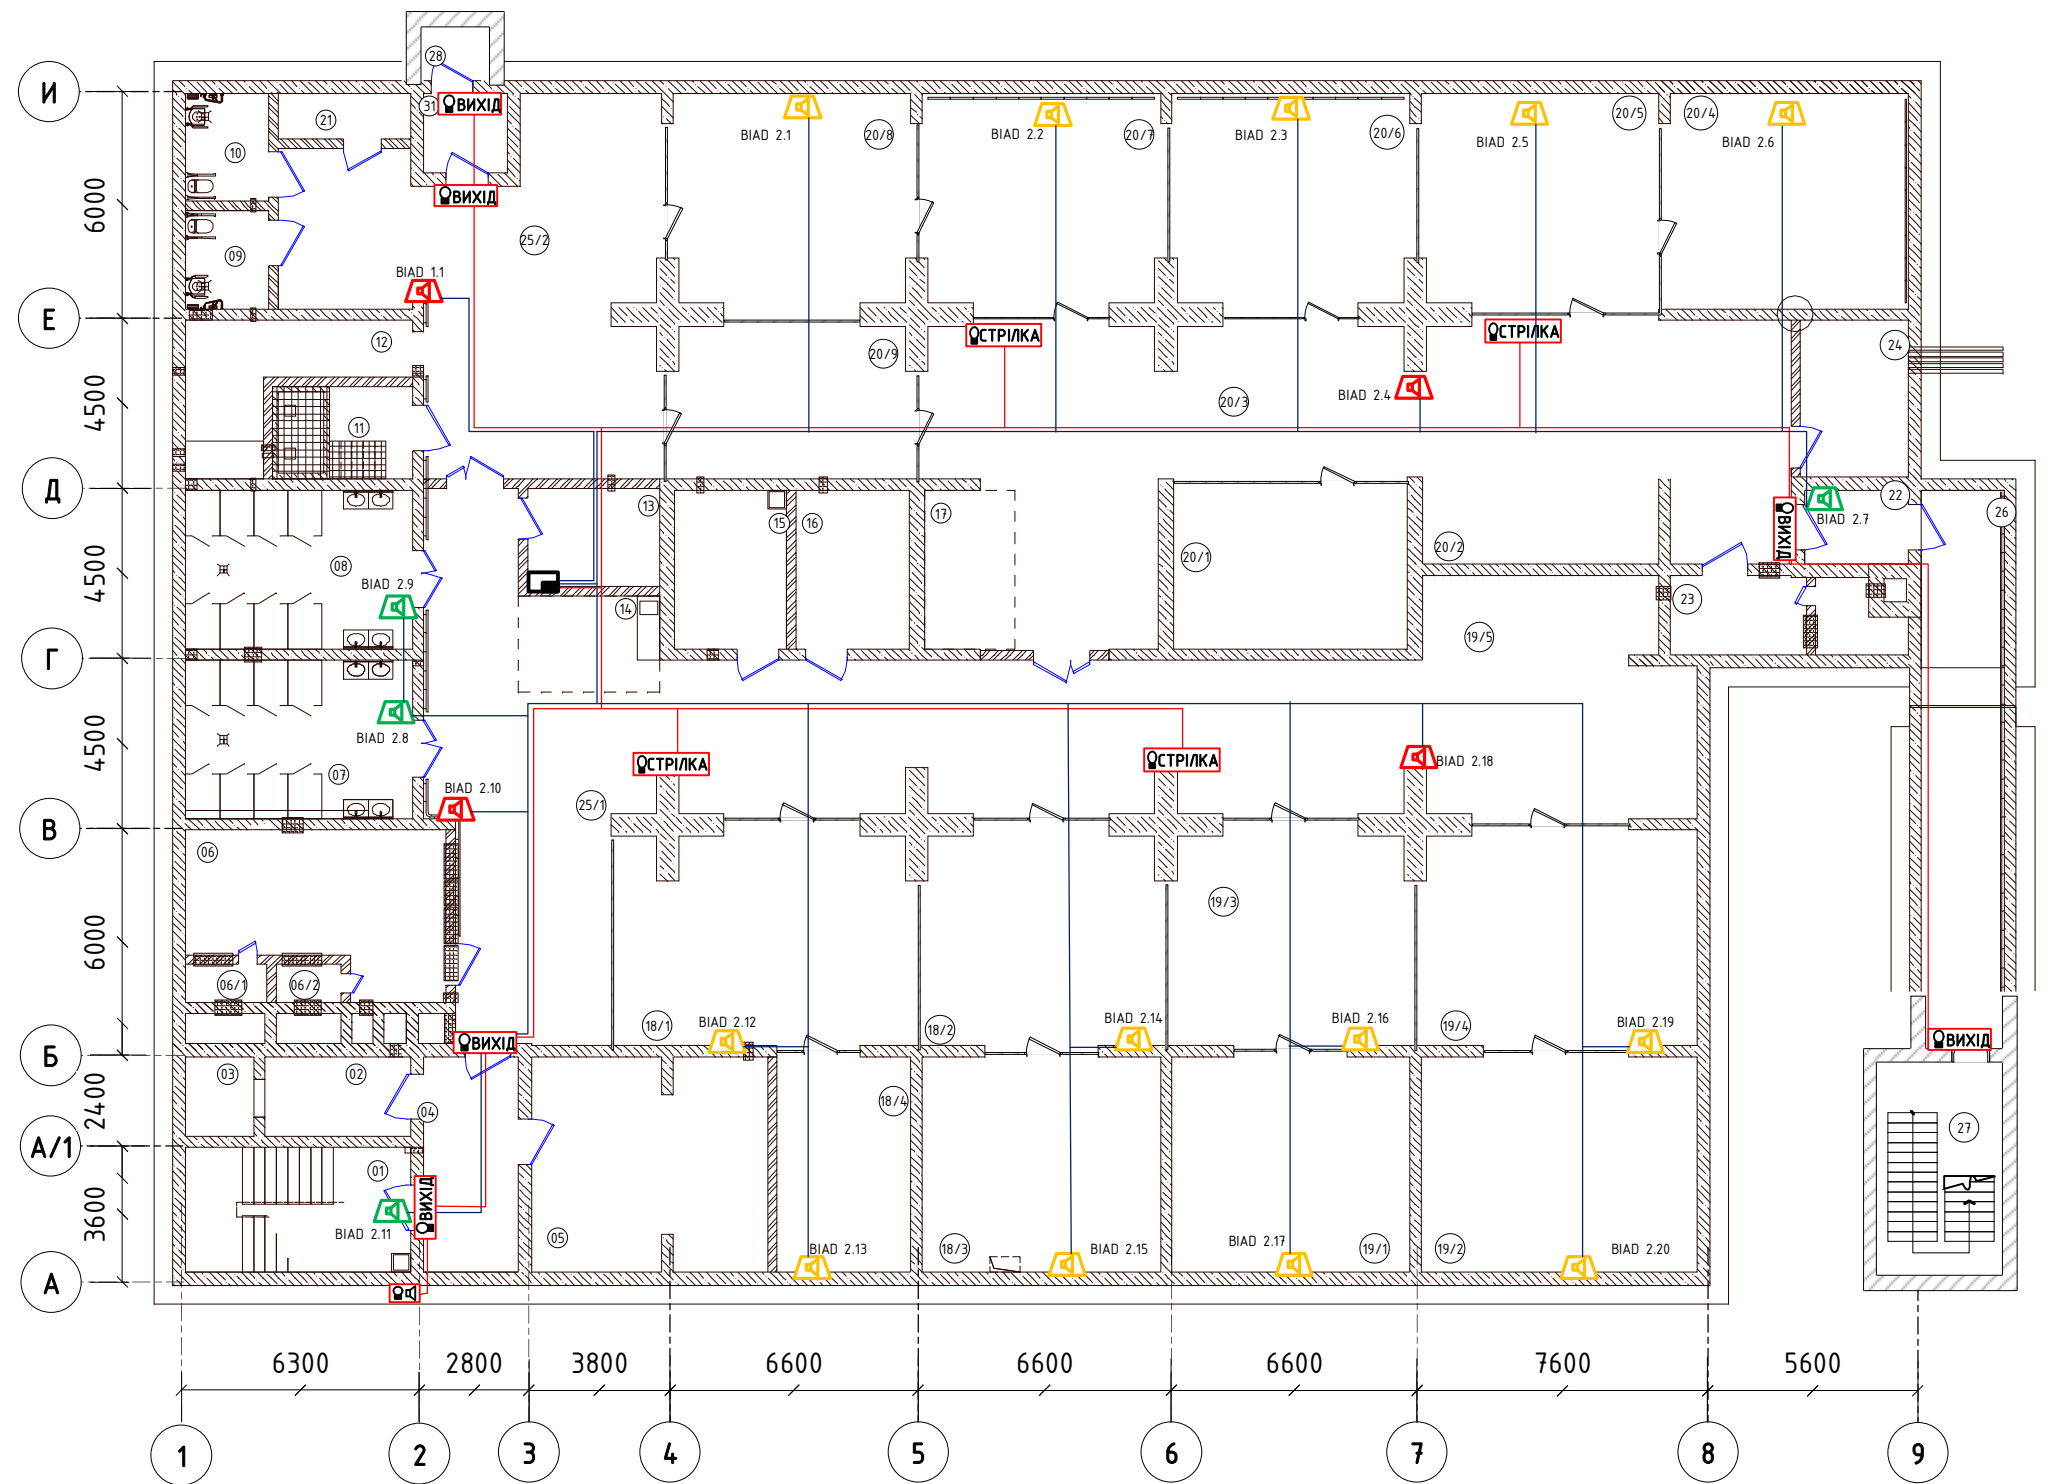 28
И
31
ВИХІД
21
BIAD 2.1
20/8
BIAD 2.2
20/7
BIAD 2.3
20/6
BIAD 2.5
20/5
20/4
BIAD 2.6
10
ВИХІД
6000
25/2
09
BIAD 1.1
Е
12
СТРІЛКА
СТРІЛКА
20/9
24
BIAD 2.4
20/3
4500
11
Д
13
15
16
17
22
26
BIAD 2.7
ВИХІД
20/1
20/2
08
4500
BIAD 2.9
14
23
19/5
Г
BIAD 2.8
4500
07
СТРІЛКА
СТРІЛКА
BIAD 2.18
BIAD 2.10
25/1
В
06
19/3
6000
06/1
06/2
BIAD 2.12
18/1
18/2
BIAD 2.14
BIAD 2.16
19/4
BIAD 2.19
ВИХІД
ВИХІД
Б
03
02
2400
04
18/4
27
А/1
01
ВИХІД
3600
BIAD 2.11
05
BIAD 2.13
18/3
BIAD 2.15
BIAD 2.17
19/1
19/2
BIAD 2.20
А
6300
2800
3800
6600
6600
6600
7600
5600
1
2
3
4
5
6
7
8
9